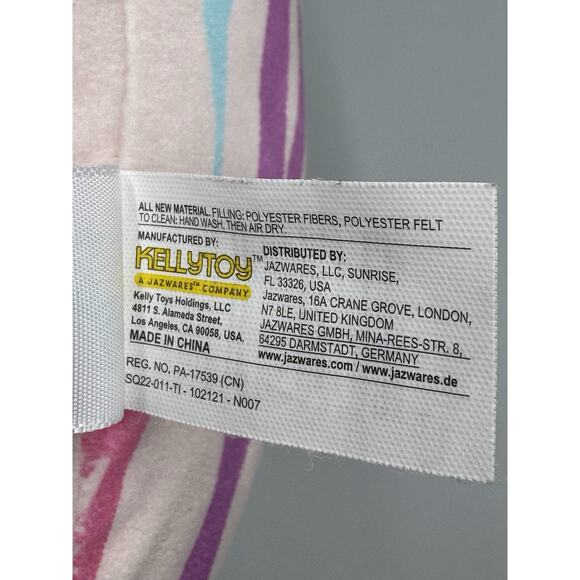 ALL NEW MATERIAL. FILLING: POLYESTER FIBERS, POLYESTER FELT
TO CLEAN: HAND WASH, THEN AIR DRY.
MANUFACTURED BY:
KELLYTOY™
A JAZWARES™ COMPANY
Kelly Toys Holdings, LLC
4811 S. Alameda Street,
Los Angeles, CA 90058, USA.
MADE IN CHINA
DISTRIBUTED BY:
JAZWARES, LLC, SUNRISE,
FL 33326, USA
Jazwares, 16A CRANE GROVE, LONDON,
N7 8LE, UNITED KINGDOM
JAZWARES GMBH, MINA-REES-STR. 8,
64295 DARMSTADT, GERMANY
www.jazwares.com / www.jazwares.de
REG. NO. PA-17539 (CN)
SQ22-011-TI - 102121 - N007